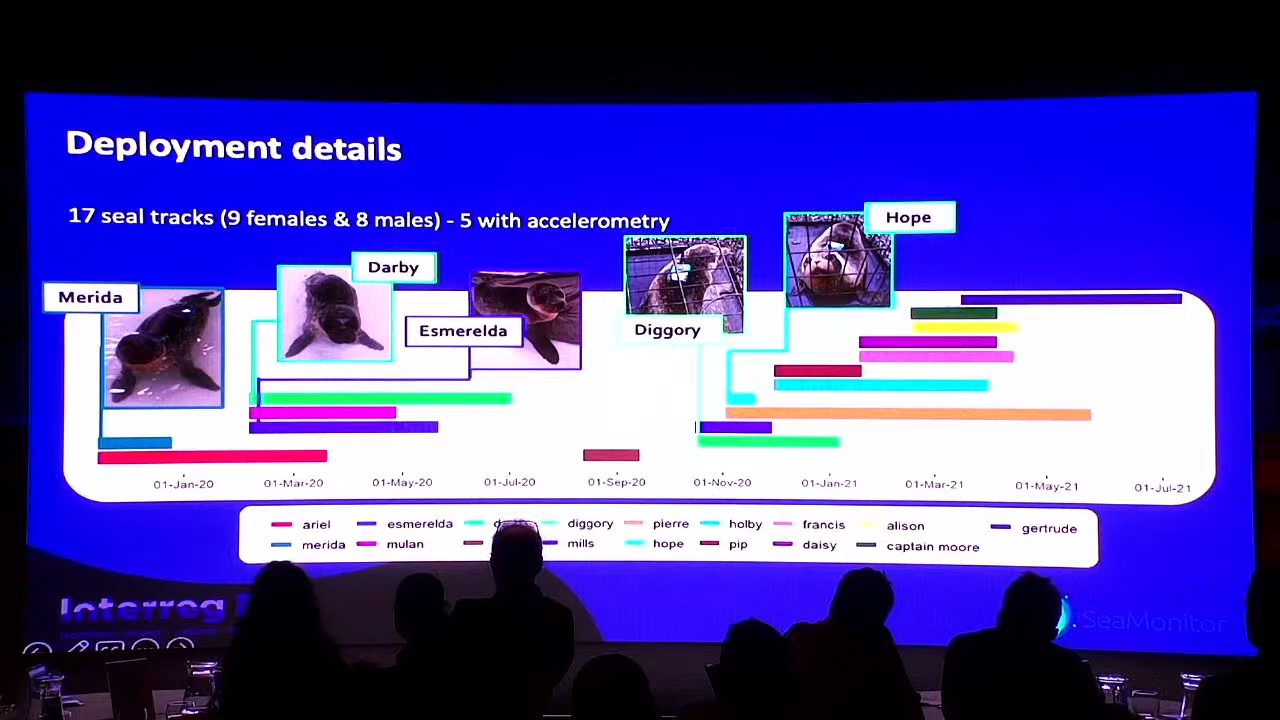 Deployment details
17 seal tracks (9 females & 8 males) - 5 with accelerometry
Hope
Darby
Merida
Esmerelda
Diggory
01-Jan-20 01-Mar-20 01-May-20 01-Jul-20 01-Sep-20 01-Nov-20 01-Jan-21 01-Mar-21 01-May-21 01-Jul-21
ariel esmerelda diggory pierre holby francis alison gertrude
merida mulan mills hope pip daisy captain moore
Interreg
SeaMonitor